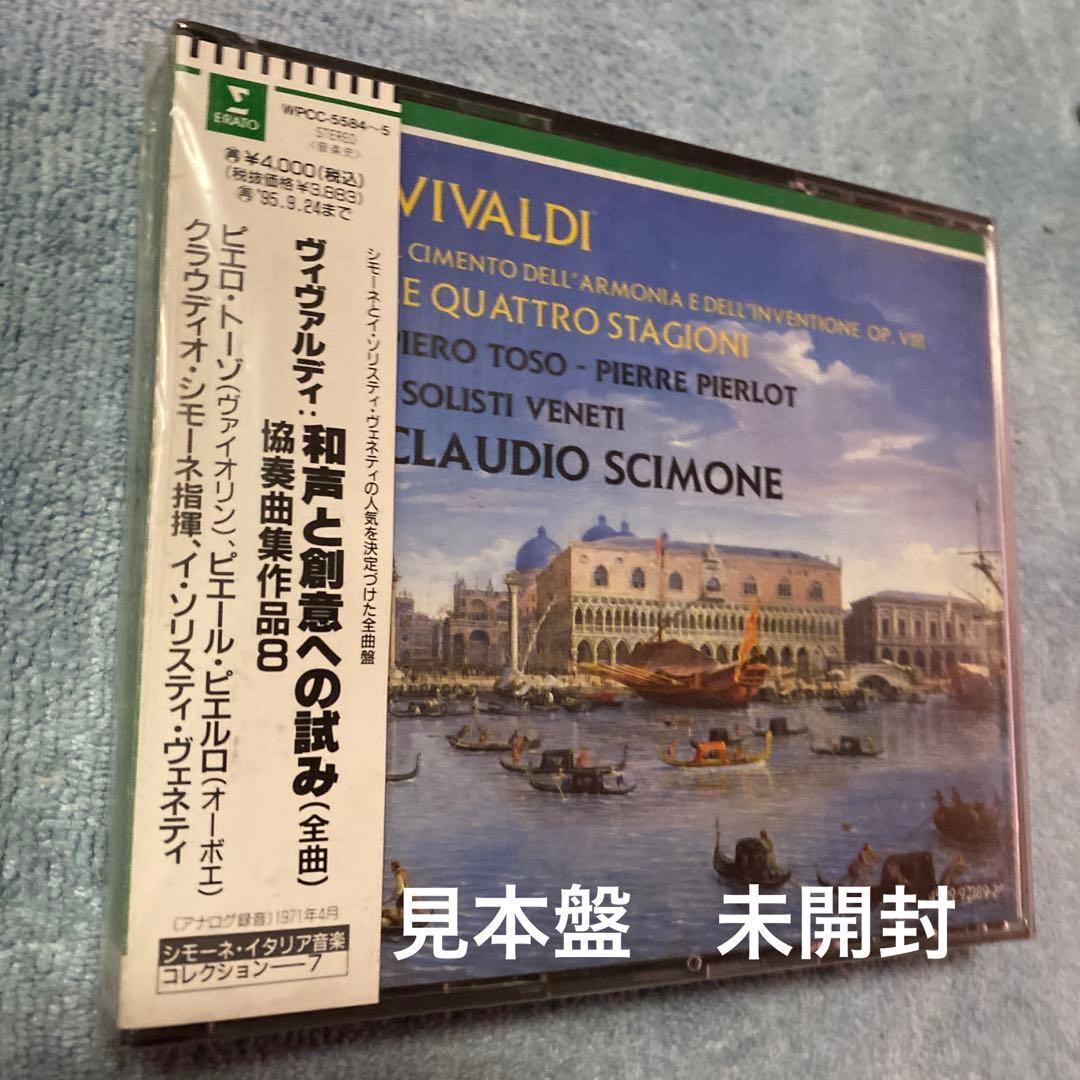 ERATO
WPCC-5584~5
STEREO
〈音楽史〉
¥4,000(税込)
(税抜価格¥3,883)
'95.9.24まで
シモーネとイ・ソリスティ・ヴェネティの人気を決定づけた全曲盤
ヴィヴァルディ:和声と創意への試み(全曲)
協奏曲集作品8
ピエロ・トーゾ(ヴァイオリン)、ピエール・ピエルロ(オーボエ)
クラウディオ・シモーネ指揮、イ・ソリスティ・ヴェネティ
(アナログ録音)1971年4月
シモーネ・イタリア音楽
コレクション──7
VIVALDI
CIMENTO DELL'ARMONIA E DELL'INVENTIONE OP. VIII
E QUATTRO STAGIONI
PIERO TOSO - PIERRE PIERLOT
SOLISTI VENETI
CLAUDIO SCIMONE
見本盤 未開封